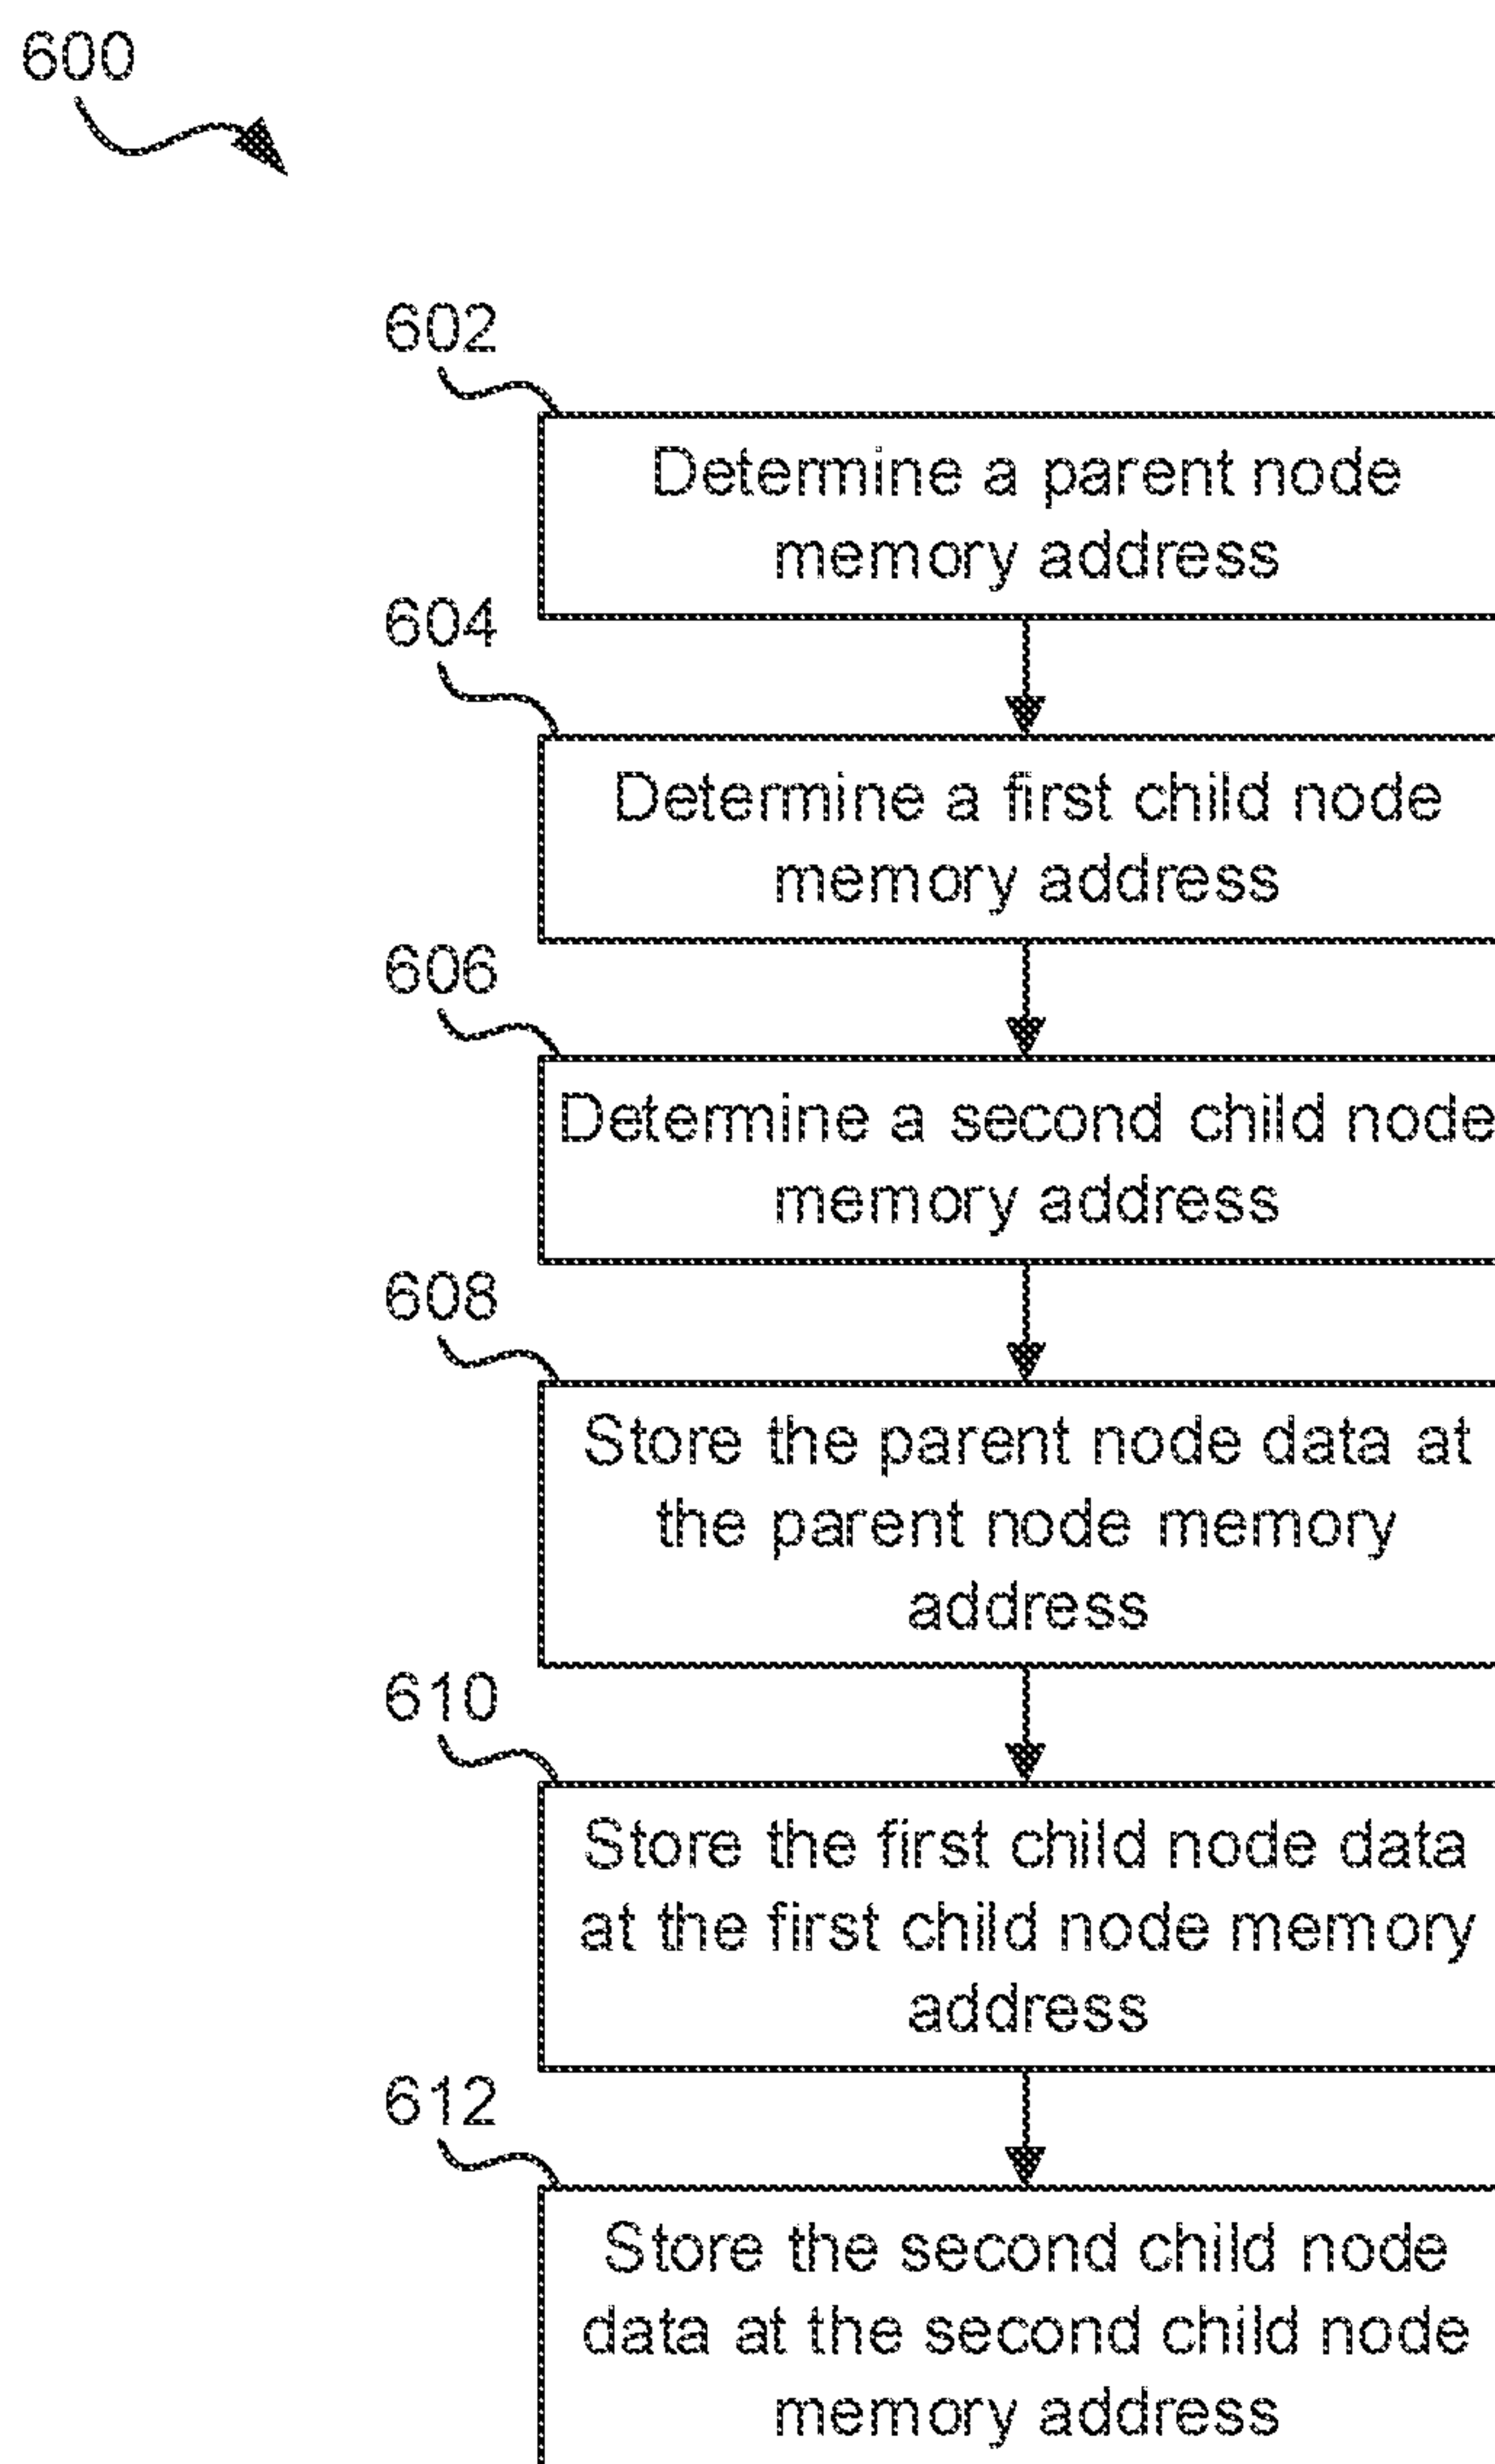 600
602
Determine a parent node
memory address
604
Determine a first child node
memory address
606
Determine a second child node
memory address
608
Store the parent node data at
the parent node memory
address
610
Store the first child node data
at the first child node memory
address
612
Store the second child node
data at the second child node
memory address